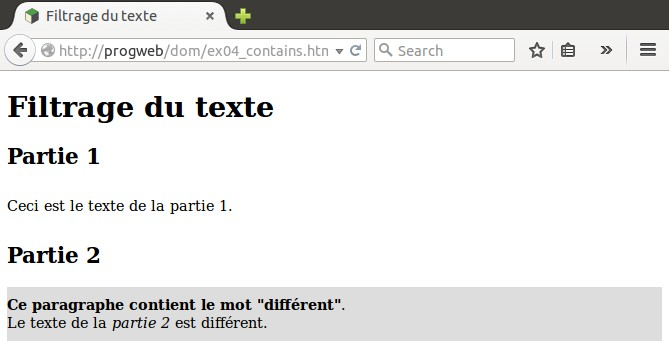 Filtrage du texte
http://progweb/dom/ex04_contains.htn
Search
Filtrage du texte
Partie 1
Ceci est le texte de la partie 1.
Partie 2
Ce paragraphe contient le mot "différent".
Le texte de la partie 2 est différent.